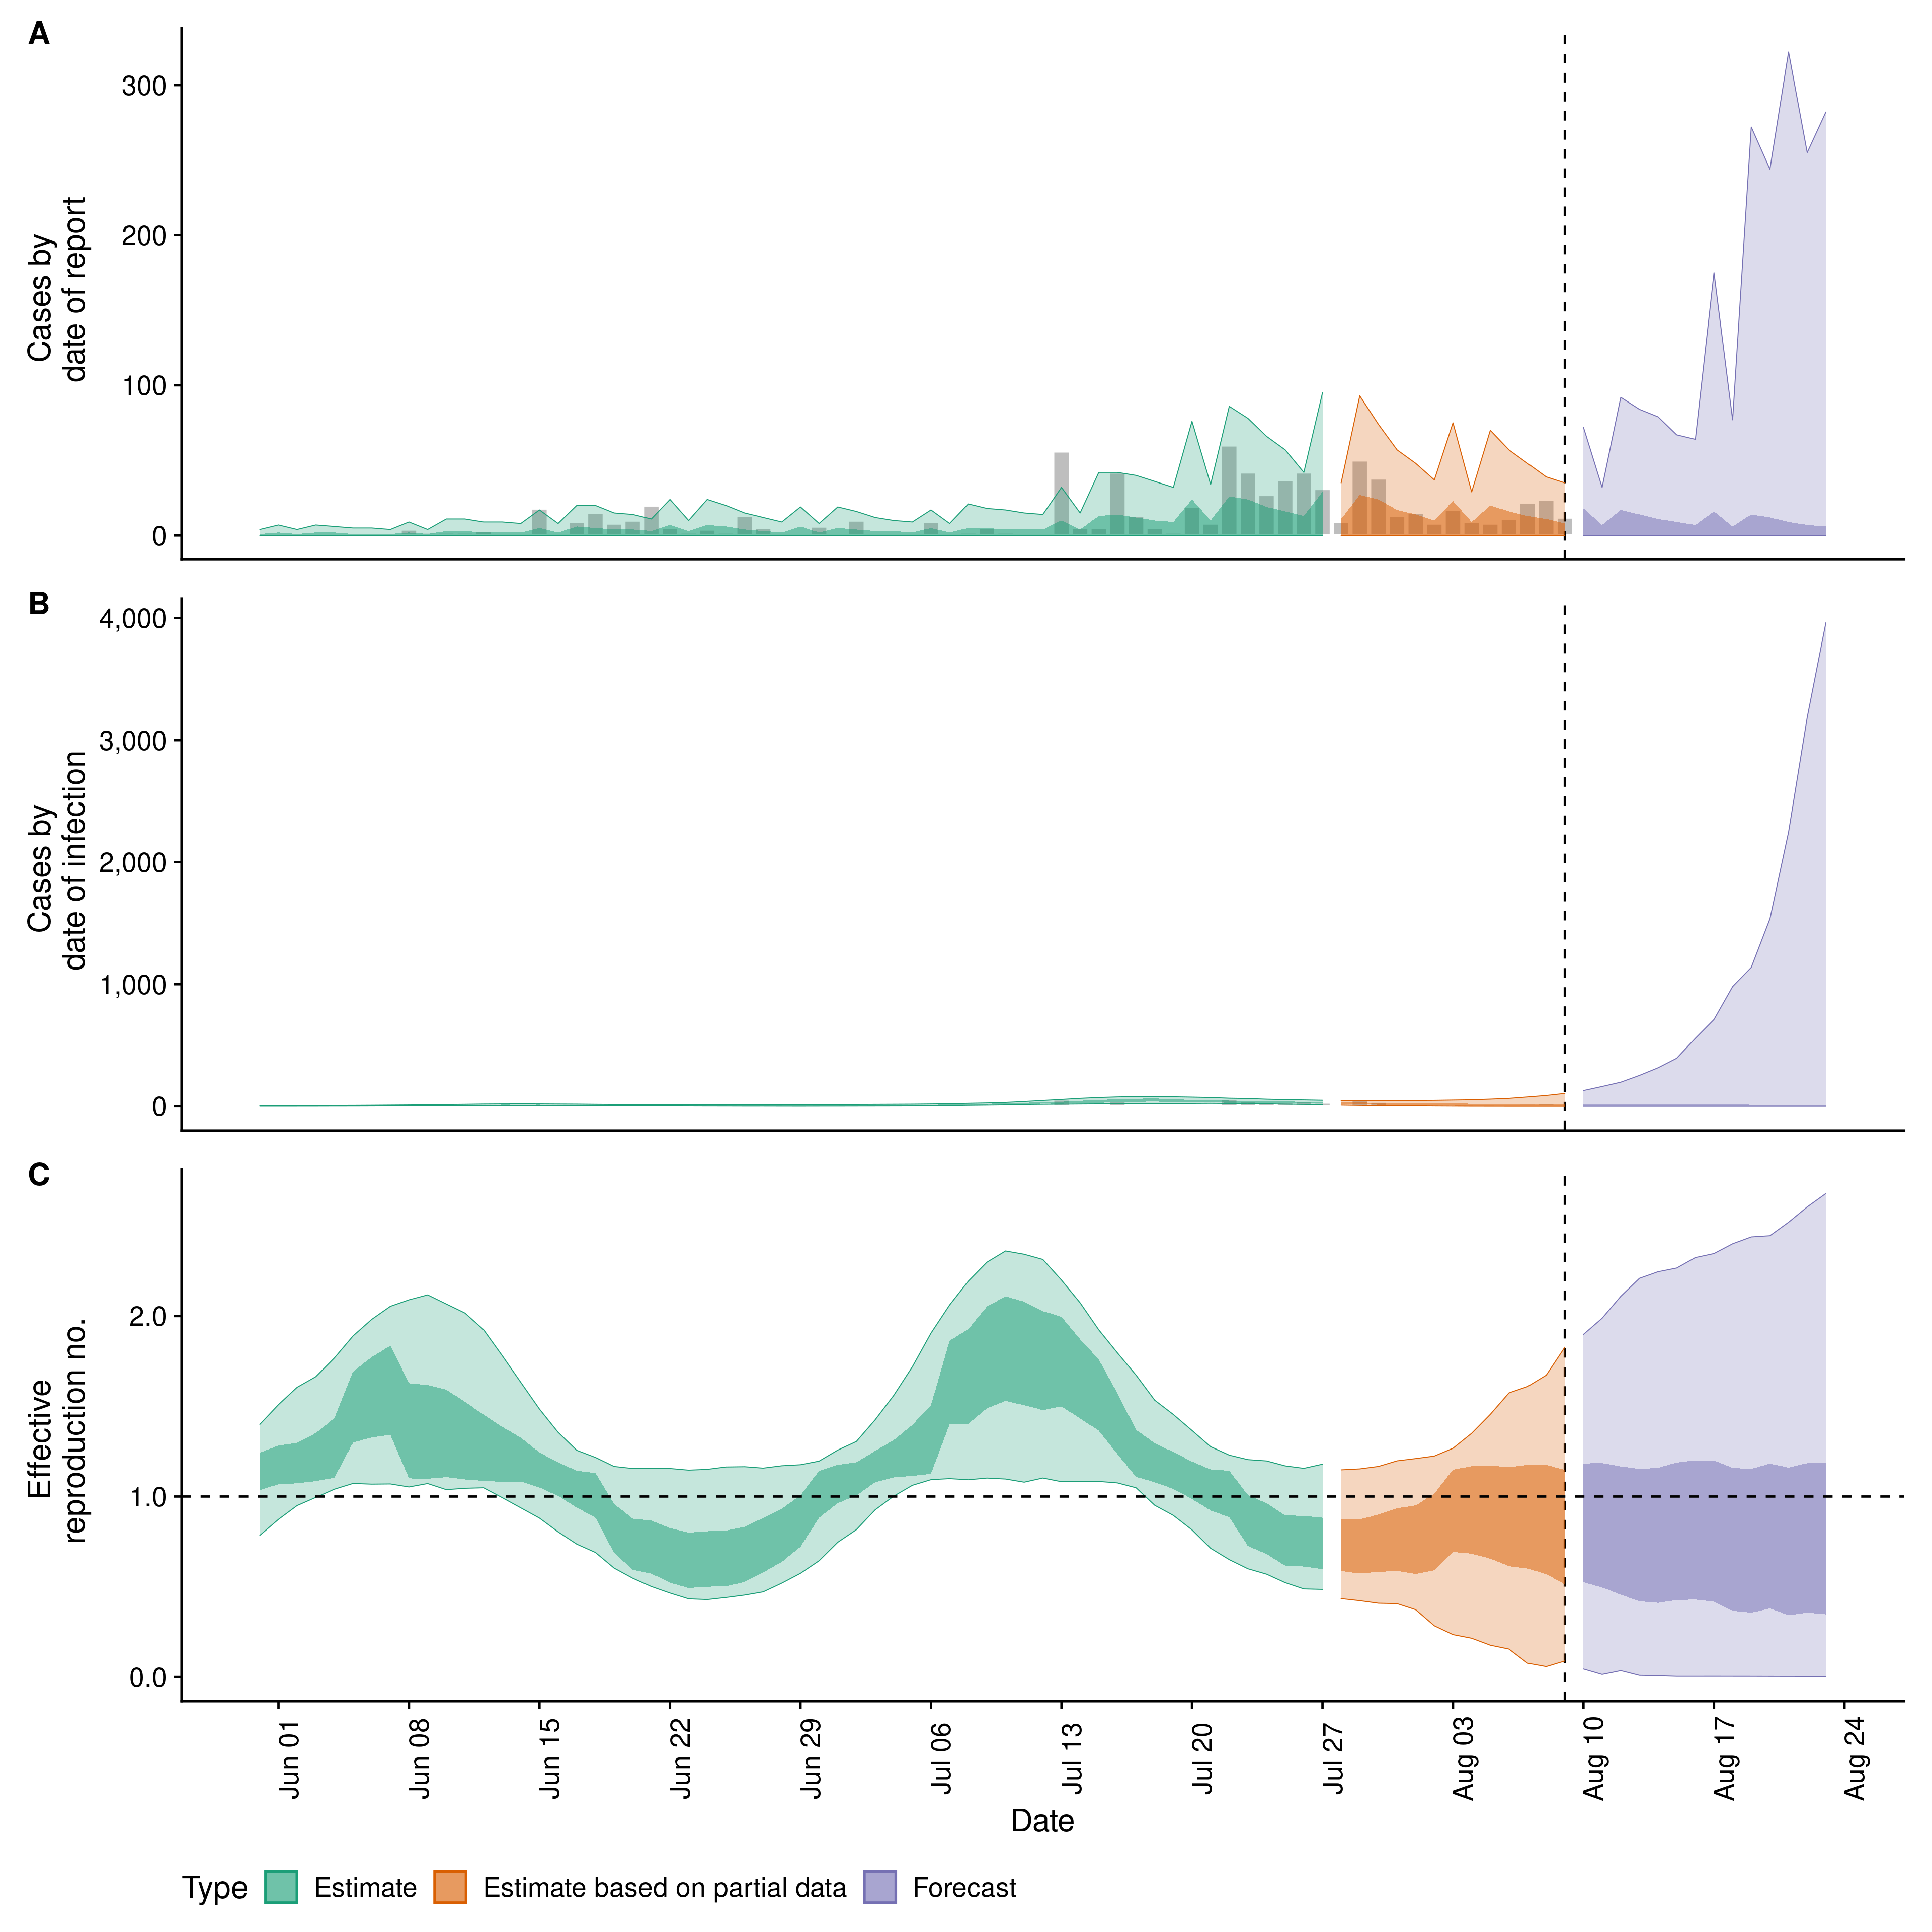 A
300
200
100
0
Cases by
date of report
B
4,000
3,000
2,000
1,000
0
Cases by
date of infection
C
2.0
1.0
0.0
Effective
reproduction no.
Jun 01
Jun 08
Jun 15
Jun 22
Jun 29
Jul 06
Jul 13
Jul 20
Jul 27
Aug 03
Aug 10
Aug 17
Aug 24
Date
Type Estimate Estimate based on partial data Forecast